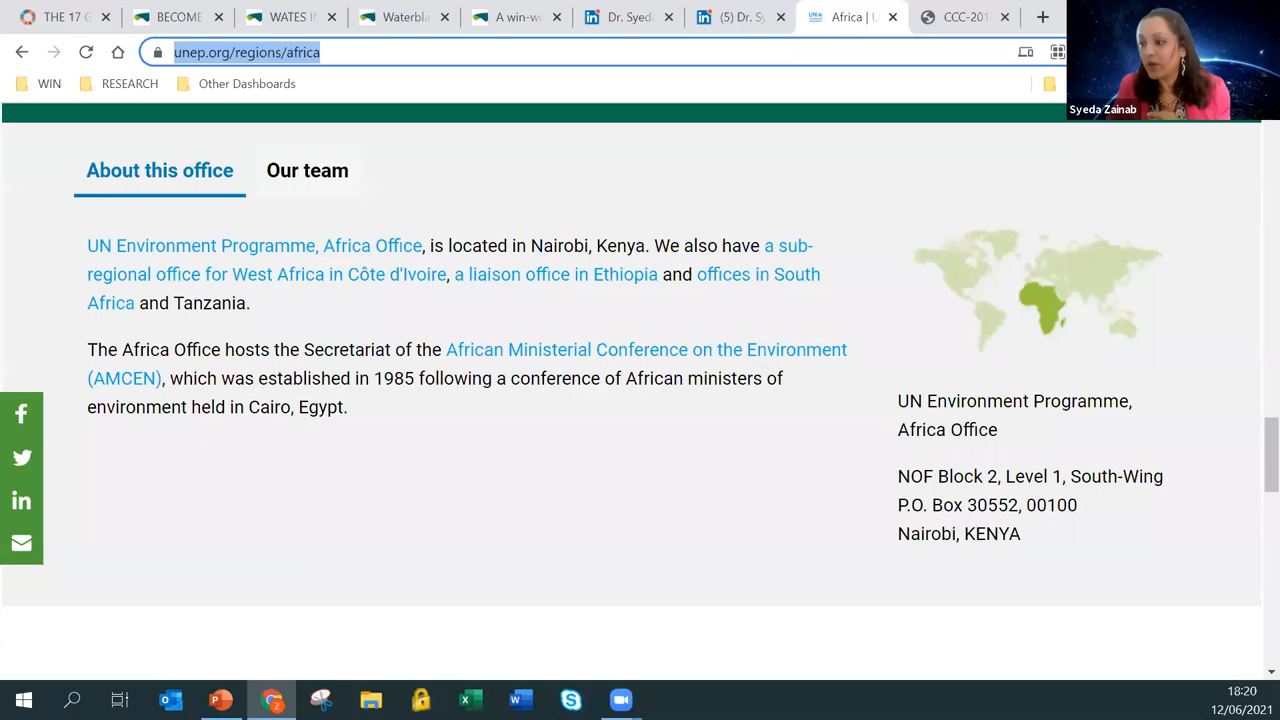 THE 17 G
BECOME
WATES I
Waterbla
A win-w
Dr. Syed
(5) Dr. S
Africa | U
CCC-201
unep.org/regions/africa
WIN
RESEARCH
Other Dashboards
Syeda Zainab
About this office
Our team
UN Environment Programme, Africa Office, is located in Nairobi, Kenya. We also have a sub-
regional office for West Africa in Côte d'Ivoire, a liaison office in Ethiopia and offices in South
Africa and Tanzania.
The Africa Office hosts the Secretariat of the African Ministerial Conference on the Environment
(AMCEN), which was established in 1985 following a conference of African ministers of
environment held in Cairo, Egypt.
UN Environment Programme,
Africa Office
NOF Block 2, Level 1, South-Wing
P.O. Box 30552, 00100
Nairobi, KENYA
18:20
12/06/2021